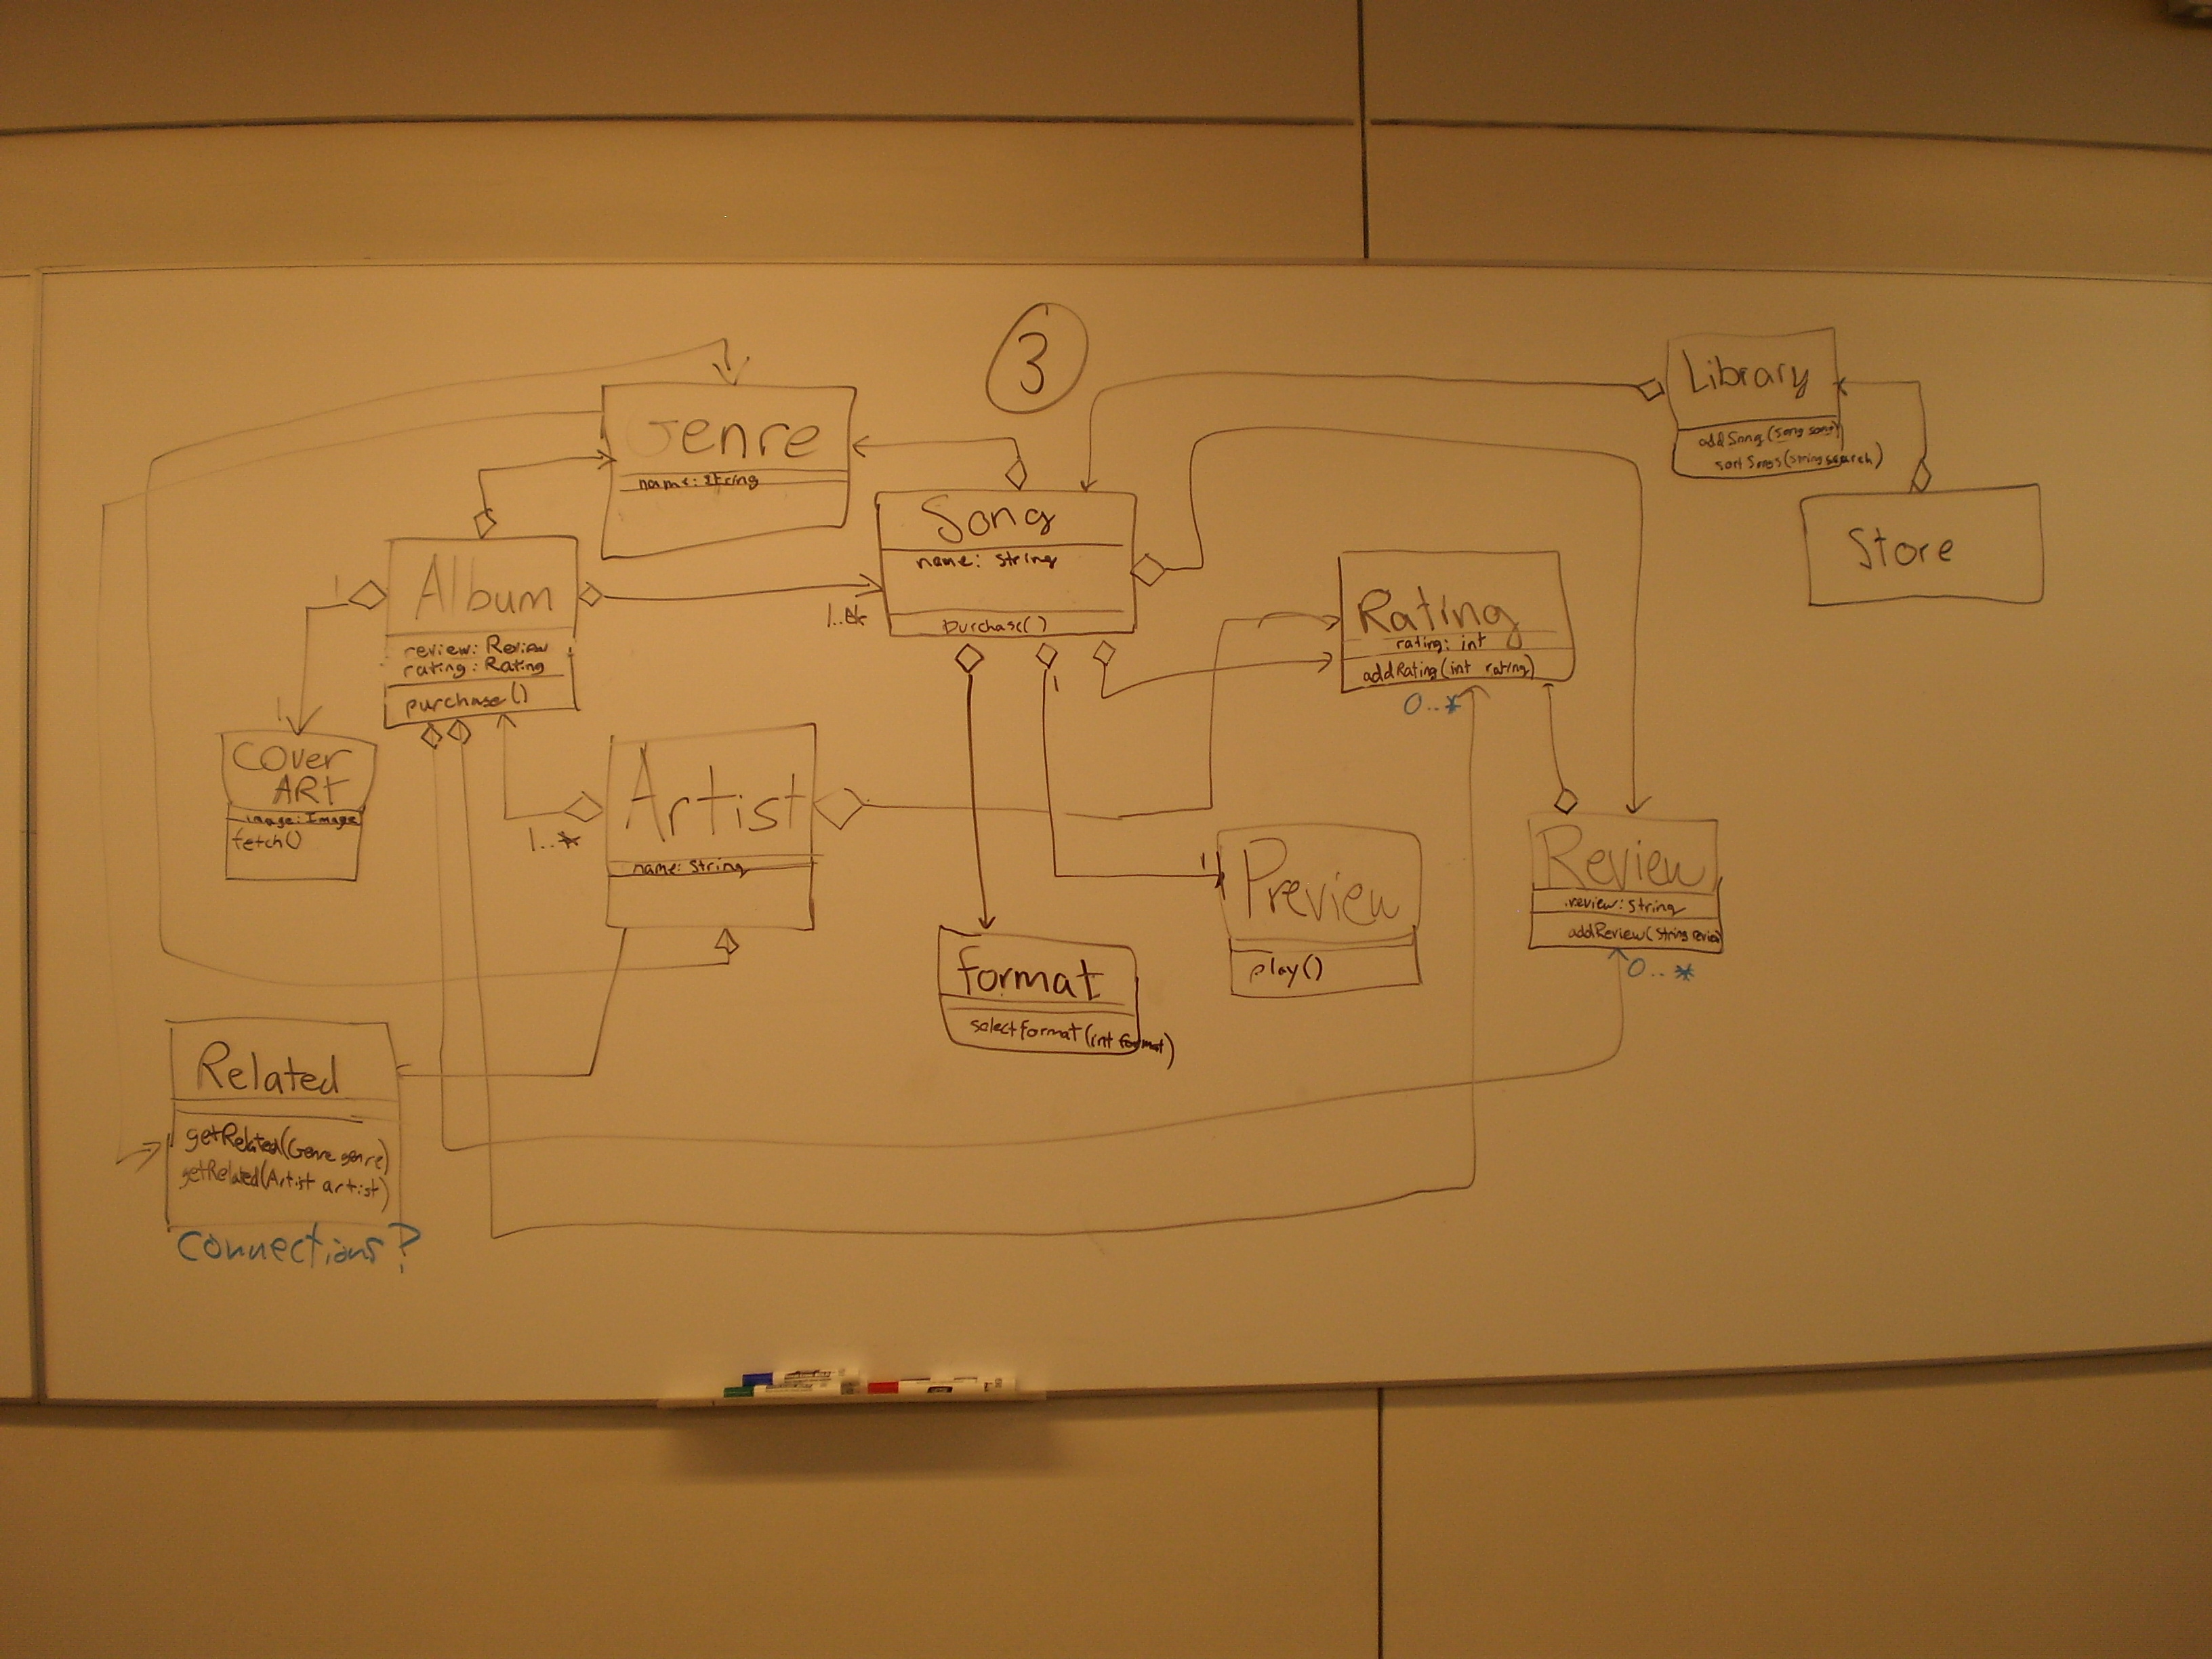 3
Library
addSong(Song song)
sortSongs(String search)
Genre
name: String
Song
name: String
purchase()
Store
Album
review: Review
rating: Rating
purchase()
1
1
1..*
Rating
rating: int
addRating(int rating)
0..*
1
Cover
ART
image: Image
fetch()
Artist
name: String
1..*
1
Preview
play()
Review
review: String
addReview(String review
0..*
format
selectFormat(int format)
Related
getRelated(Genre genre)
getRelated(Artist artist)
Connections?